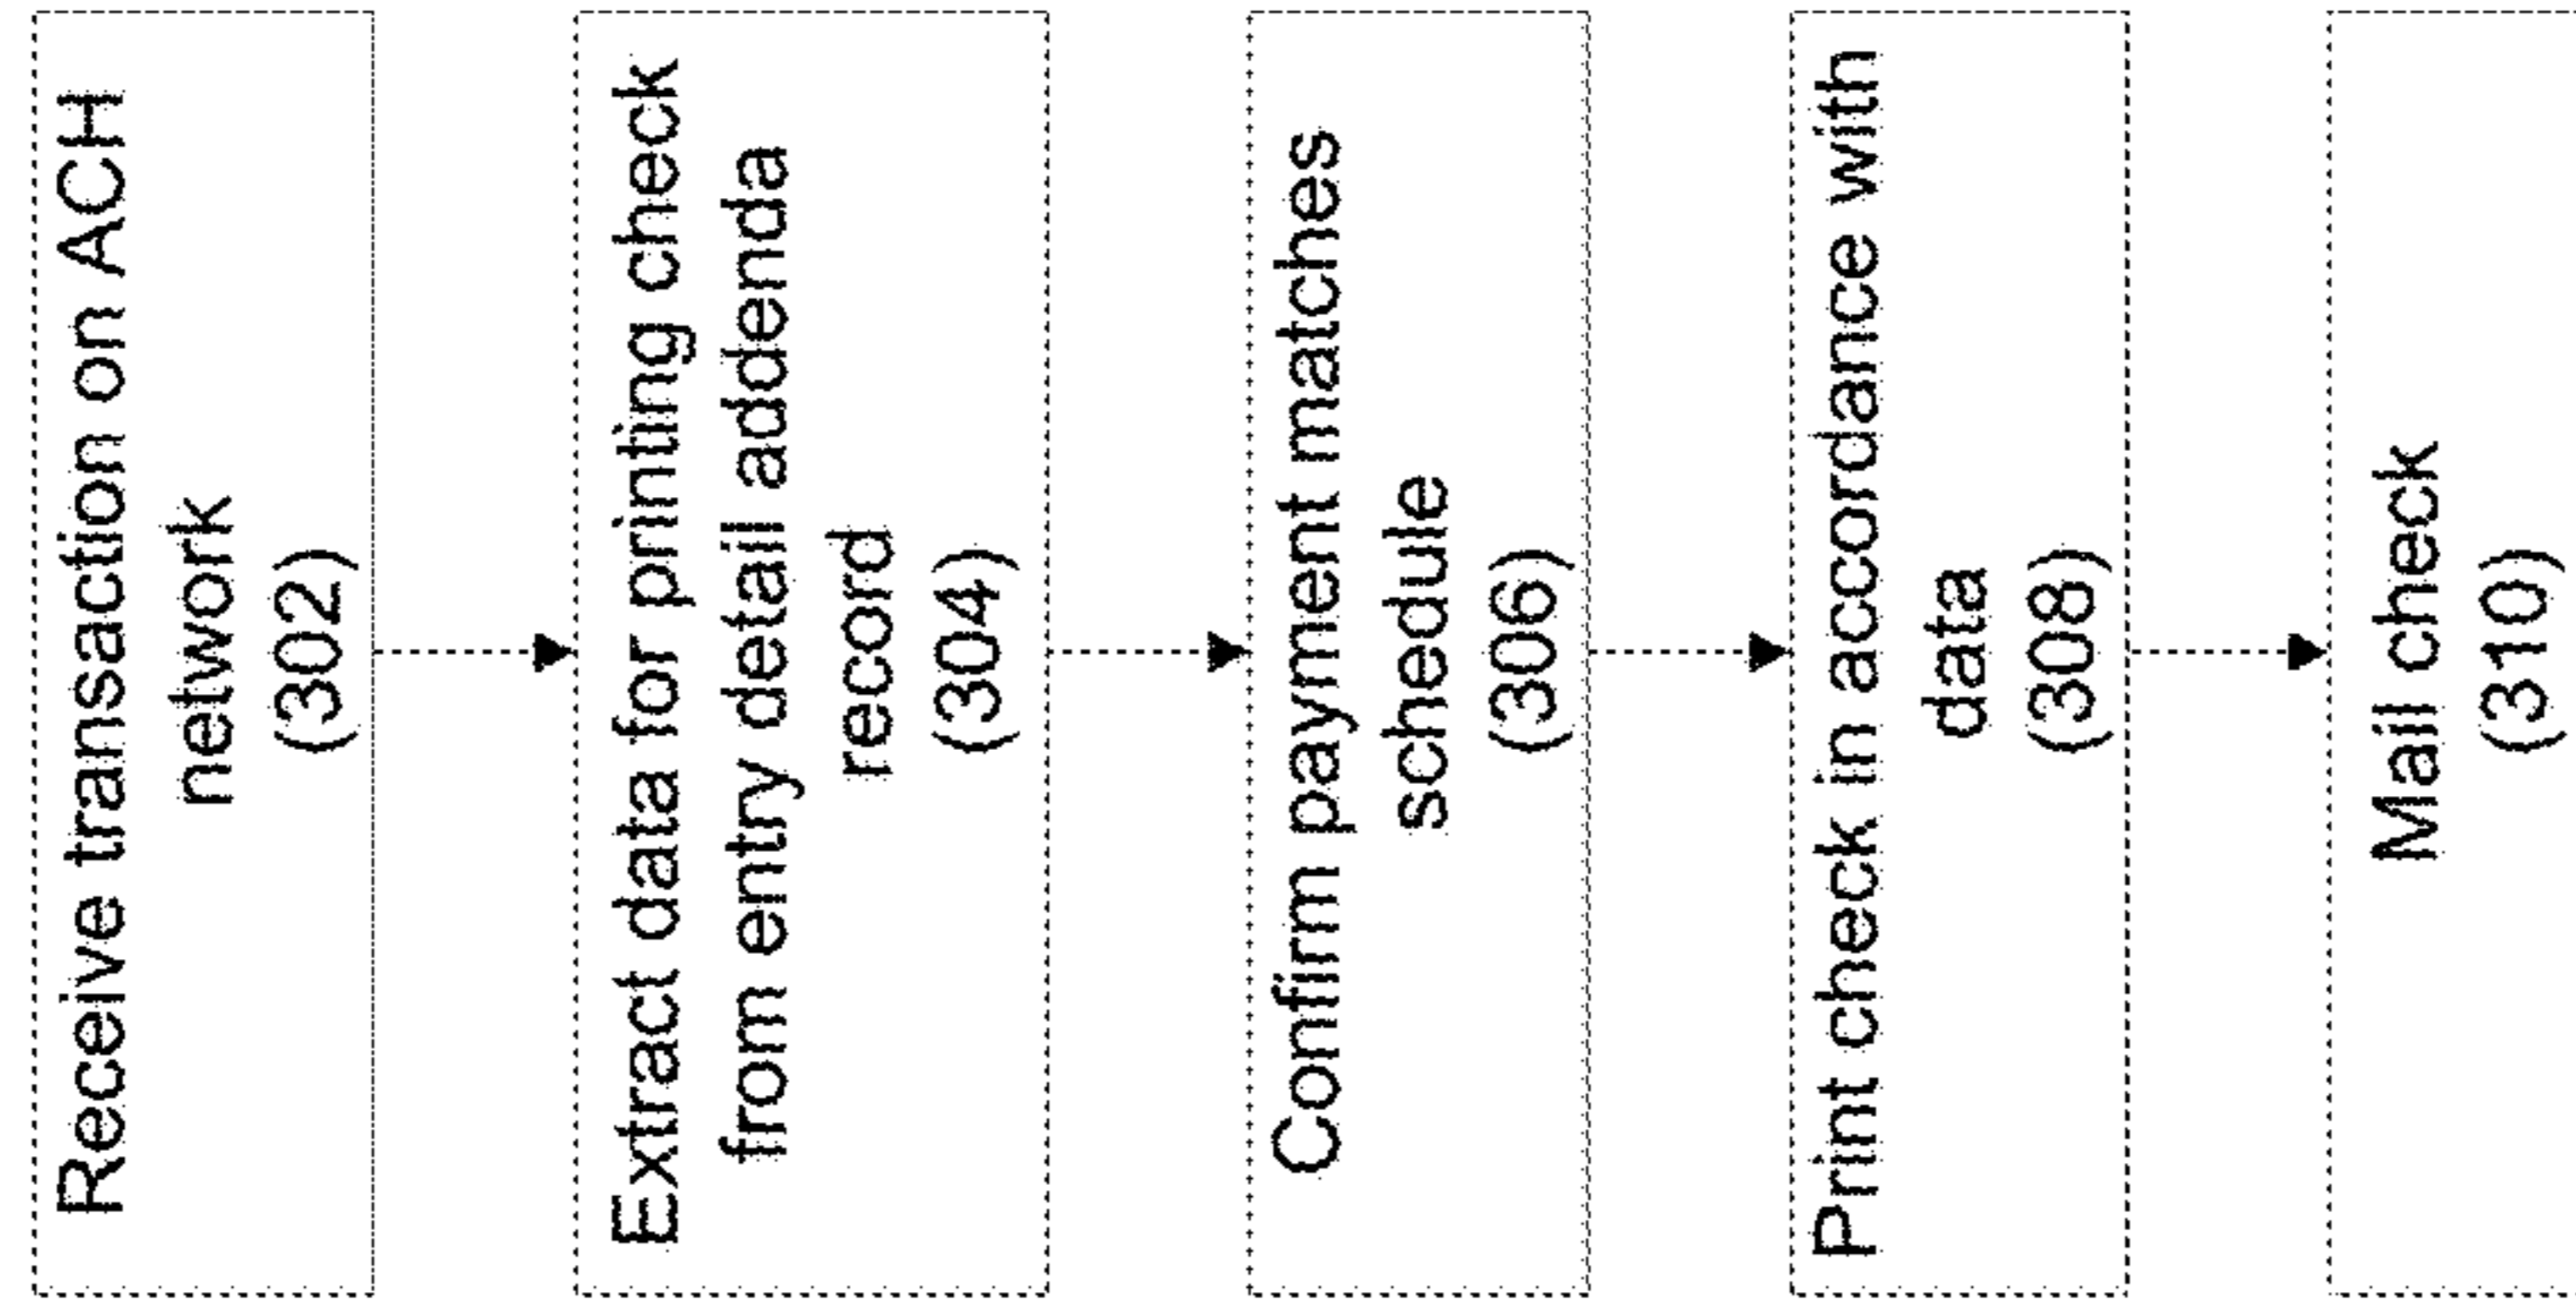 Receive transaction on ACH
network
(302)
Extract data for printing check
from entry detail addenda
record
(304)
Confirm payment matches
schedule
(306)
Print check in accordance with
data
(308)
Mail check
(310)